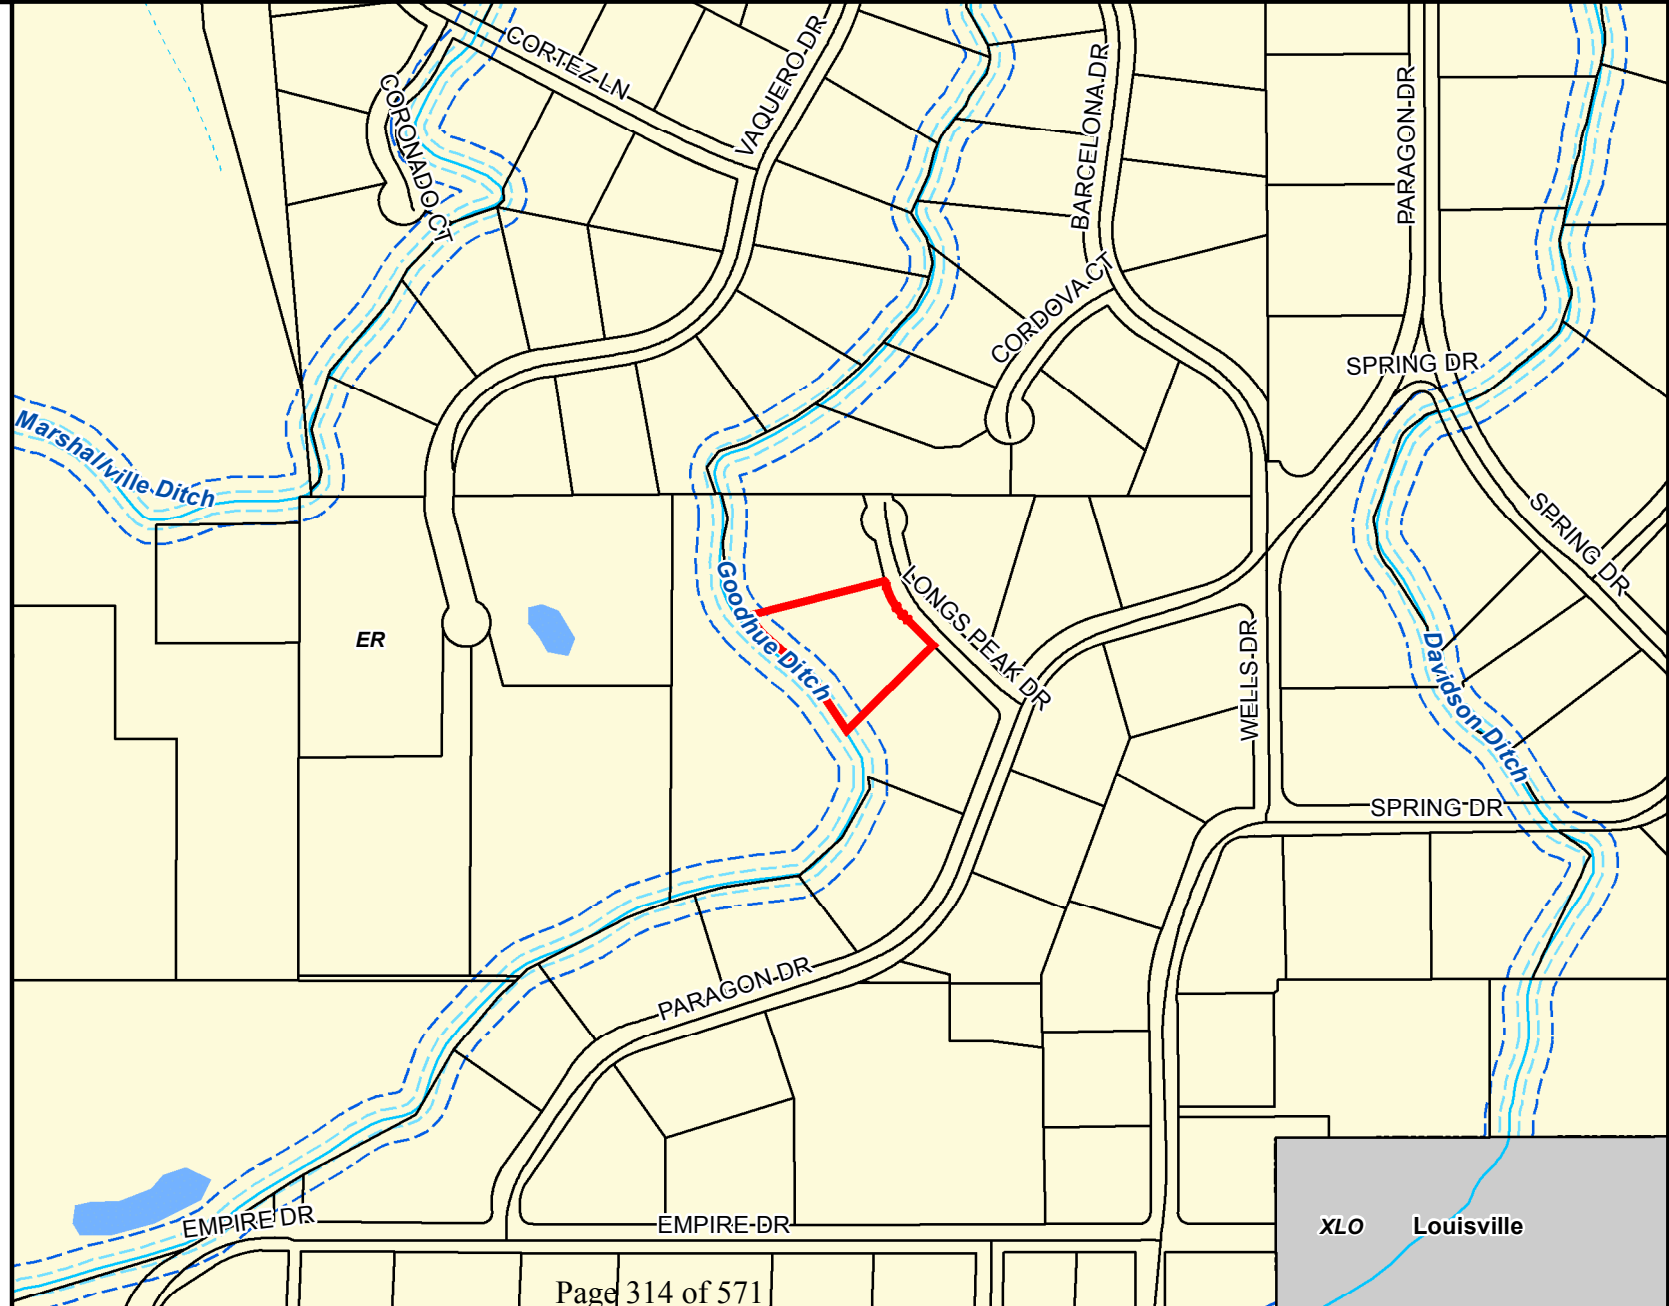 CORTEZ LN
VAQUERO DR
CORONADO CT
BARCELONA DR
PARAGON DR
CORDOVA CT
SPRING DR
Marshallville Ditch
SPRING DR
Goodhue Ditch
LONGS PEAK DR
ER
WELLS DR
Davidson Ditch
SPRING DR
PARAGON DR
EMPIRE DR
EMPIRE DR
XLO Louisville
Page 314 of 571